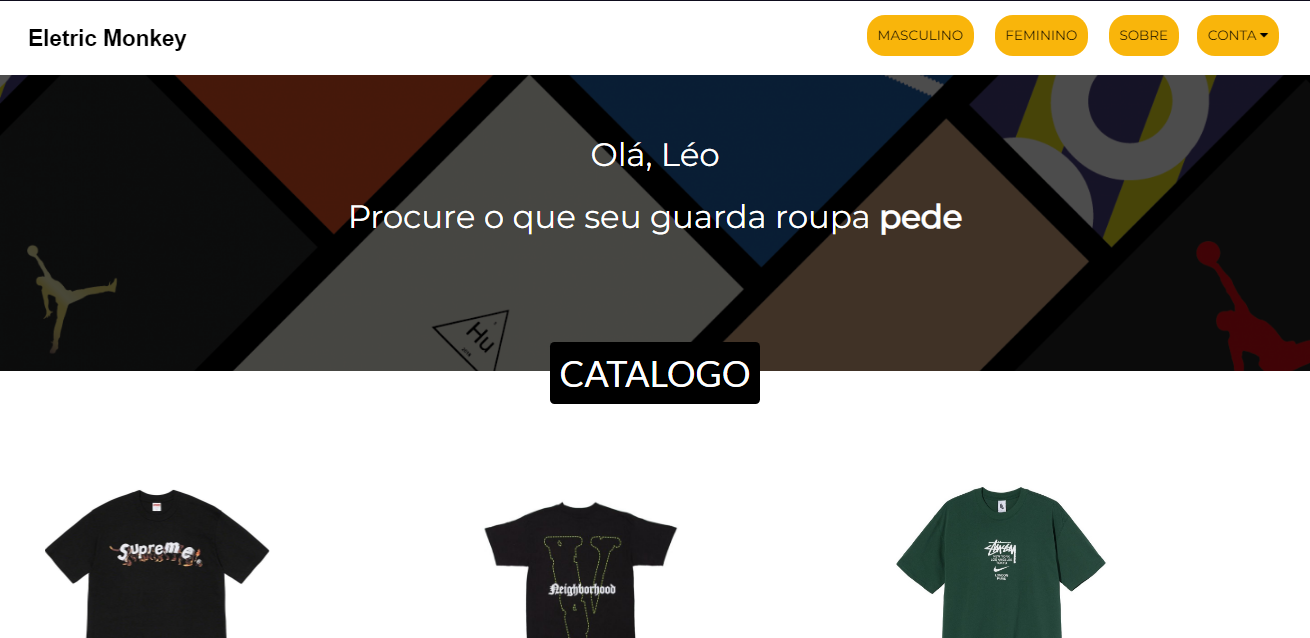 Eletric Monkey
MASCULINO FEMININO SOBRE CONTA
Olá, Léo
Procure o que seu guarda roupa pede
Hu
CATALOGO
Supreme
Neighborhood
Stüssy